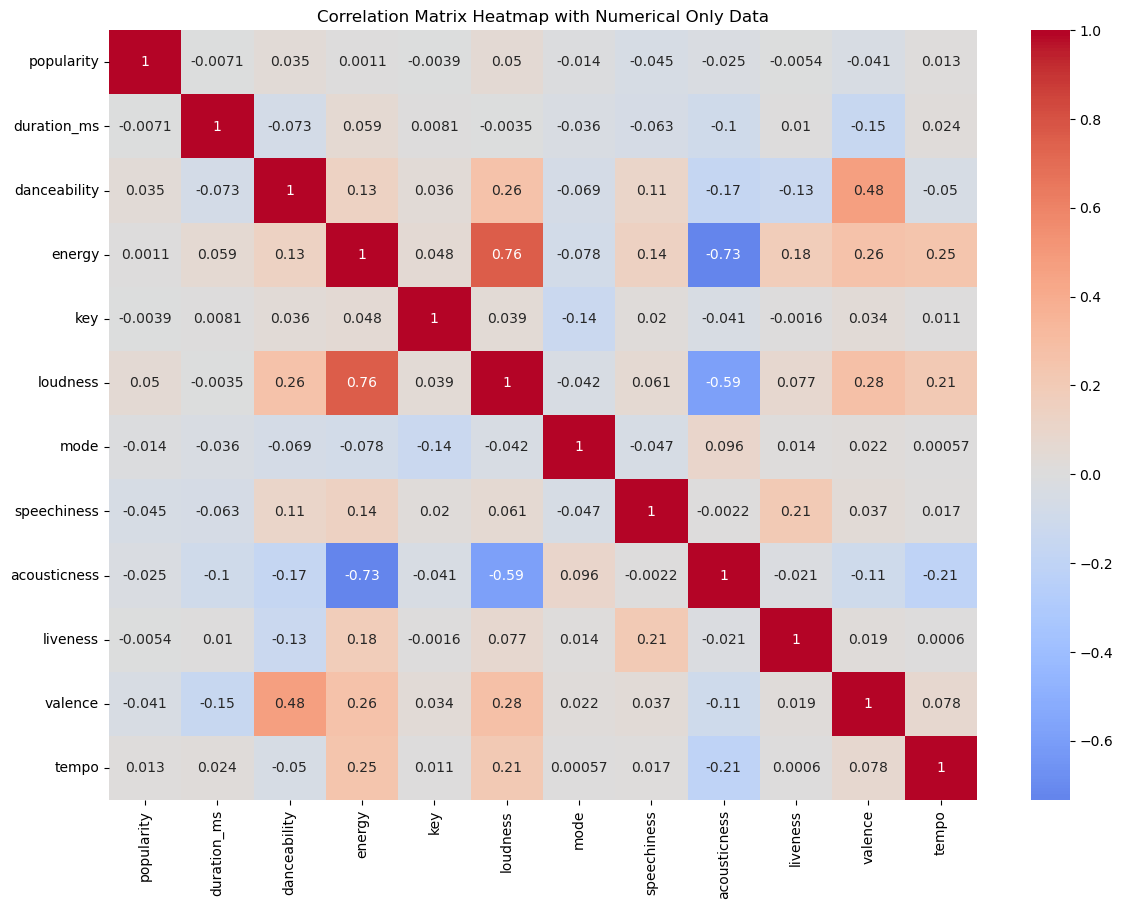 Correlation Matrix Heatmap with Numerical Only Data
popularity 1 -0.0071 0.035 0.0011 -0.0039 0.05 -0.014 -0.045 -0.025 -0.0054 -0.041 0.013
duration_ms -0.0071 1 -0.073 0.059 0.0081 -0.0035 -0.036 -0.063 -0.1 0.01 -0.15 0.024
danceability 0.035 -0.073 1 0.13 0.036 0.26 -0.069 0.11 -0.17 -0.13 0.48 -0.05
energy 0.0011 0.059 0.13 1 0.048 0.76 -0.078 0.14 -0.73 0.18 0.26 0.25
key -0.0039 0.0081 0.036 0.048 1 0.039 -0.14 0.02 -0.041 -0.0016 0.034 0.011
loudness 0.05 -0.0035 0.26 0.76 0.039 1 -0.042 0.061 -0.59 0.077 0.28 0.21
mode -0.014 -0.036 -0.069 -0.078 -0.14 -0.042 1 -0.047 0.096 0.014 0.022 0.00057
speechiness -0.045 -0.063 0.11 0.14 0.02 0.061 -0.047 1 -0.0022 0.21 0.037 0.017
acousticness -0.025 -0.1 -0.17 -0.73 -0.041 -0.59 0.096 -0.0022 1 -0.021 -0.11 -0.21
liveness -0.0054 0.01 -0.13 0.18 -0.0016 0.077 0.014 0.21 -0.021 1 0.019 0.0006
valence -0.041 -0.15 0.48 0.26 0.034 0.28 0.022 0.037 -0.11 0.019 1 0.078
tempo 0.013 0.024 -0.05 0.25 0.011 0.21 0.00057 0.017 -0.21 0.0006 0.078 1
popularity duration_ms danceability energy key loudness mode speechiness acousticness liveness valence tempo
1.0
0.8
0.6
0.4
0.2
0.0
−0.2
−0.4
−0.6